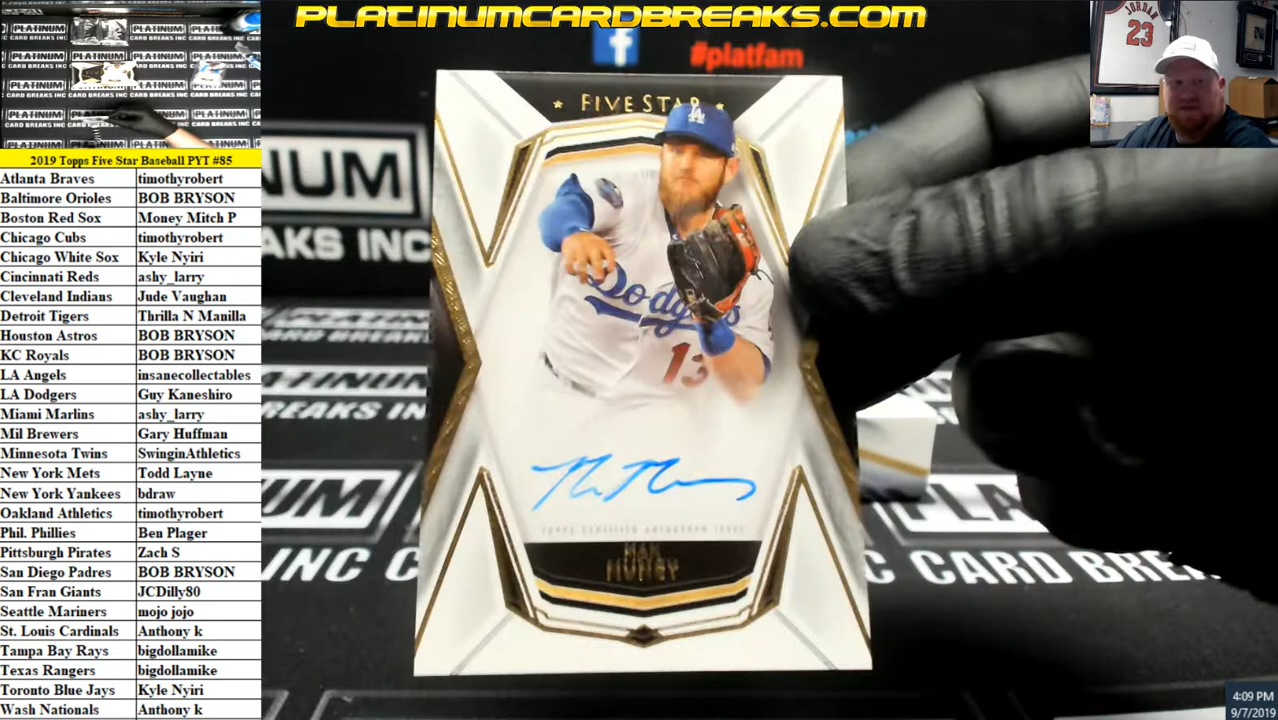 PLATINUMCARDBREAKS.COM
#platfam
JORDAN
23
2019 Topps Five Star Baseball PYT #85
Atlanta Braves timothyrobert
Baltimore Orioles BOB BRYSON
Boston Red Sox Money Mitch P
Chicago Cubs timothyrobert
Chicago White Sox Kyle Nyiri
Cincinnati Reds ashy_larry
Cleveland Indians Jude Vaughan
Detroit Tigers Thrilla N Manilla
Houston Astros BOB BRYSON
KC Royals BOB BRYSON
LA Angels insanecollectables
LA Dodgers Guy Kaneshiro
Miami Marlins ashy_larry
Mil Brewers Gary Huffman
Minnesota Twins SwinginAthletics
New York Mets Todd Layne
New York Yankees bdraw
Oakland Athletics timothyrobert
Phil. Phillies Ben Plager
Pittsburgh Pirates Zach S
San Diego Padres BOB BRYSON
San Fran Giants JCDilly80
Seattle Mariners mojo jojo
St. Louis Cardinals Anthony k
Tampa Bay Rays bigdollamike
Texas Rangers bigdollamike
Toronto Blue Jays Kyle Nyiri
Wash Nationals Anthony k
FIVE STAR
LA
Dodgers
13
TOPPS CERTIFIED AUTOGRAPH ISSUE
MAX
MUNCY
PLATINUM
CARD BREAKS INC
4:09 PM
9/7/2019